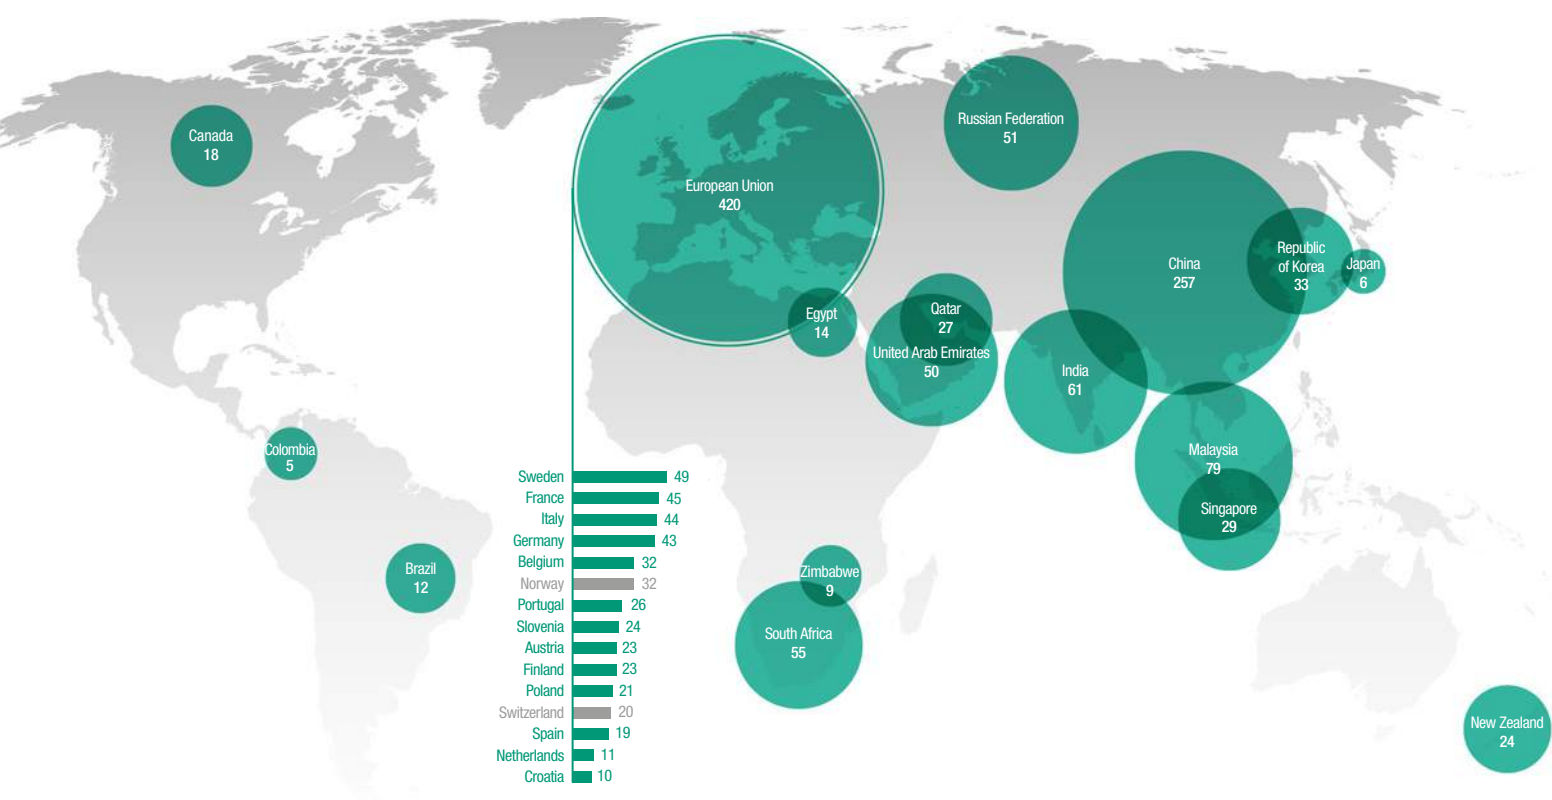 Canada
18
European Union
420
Russian Federation
51
China
257
Republic
of Korea
33
Japan
6
Egypt
14
Qatar
27
United Arab Emirates
50
India
61
Malaysia
79
Singapore
29
Colombia
5
Brazil
12
Zimbabwe
9
South Africa
55
New Zealand
24
Sweden 49
France 45
Italy 44
Germany 43
Belgium 32
Norway 32
Portugal 26
Slovenia 24
Austria 23
Finland 23
Poland 21
Switzerland 20
Spain 19
Netherlands 11
Croatia 10